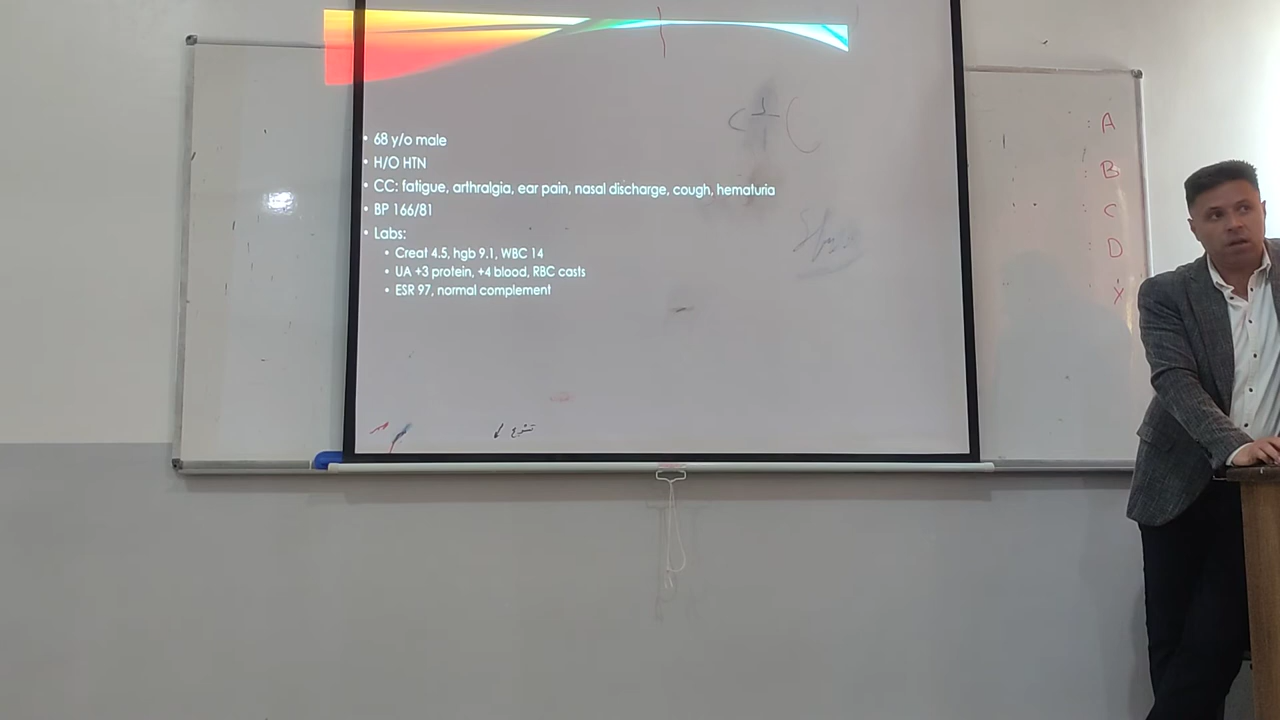 • 68 y/o male
• H/O HTN
• CC: fatigue, arthralgia, ear pain, nasal discharge, cough, hematuria
• BP 166/81
• Labs:
• Creat 4.5, hgb 9.1, WBC 14
• UA +3 protein, +4 blood, RBC casts
• ESR 97, normal complement
: A
: B
: C
: D